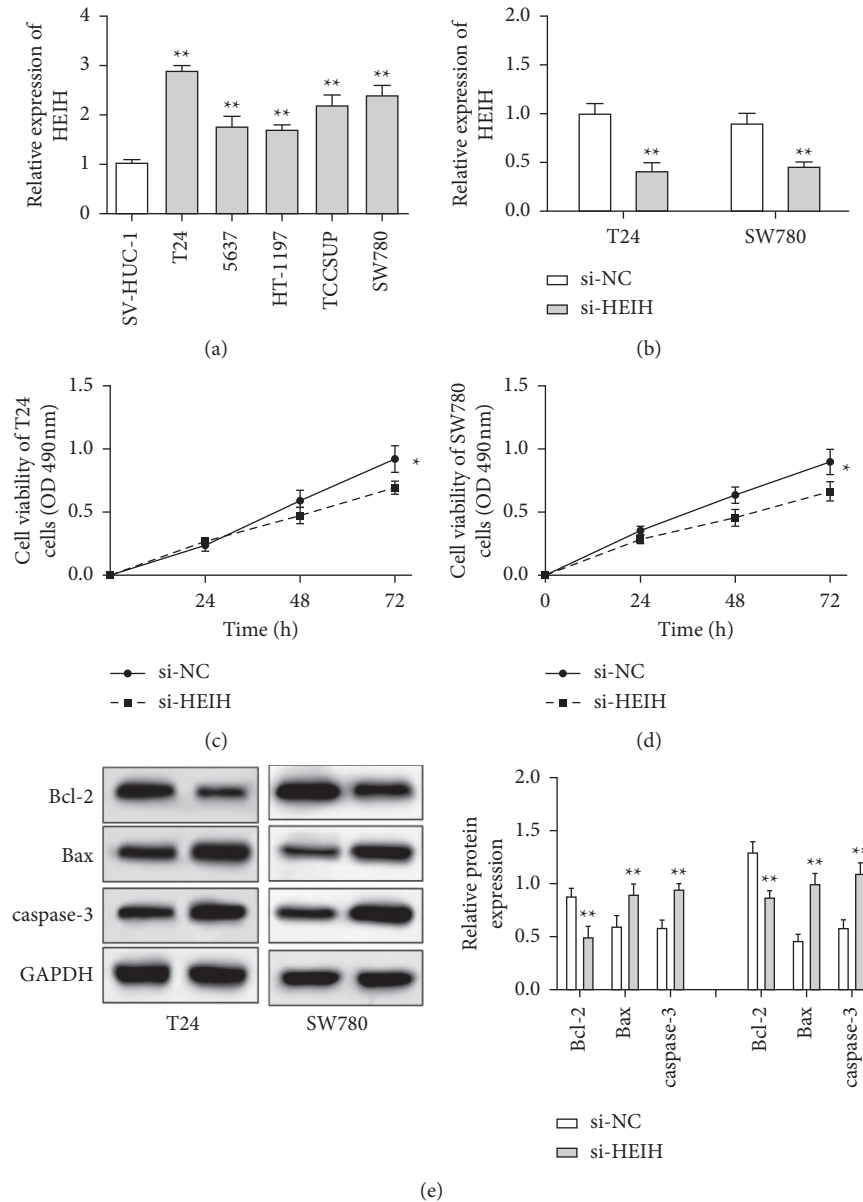 Relative expression of
HEIH
4
3
2
1
0
**
**
**
**
**
SV-HUC-1
T24
5637
HT-1197
TCCSUP
SW780
(a)
Relative expression of
HEIH
2.0
1.5
1.0
0.5
0.0
**
**
T24
SW780
si-NC
si-HEIH
(b)
Cell viability of T24
cells (OD 490nm)
1.5
1.0
0.5
0.0
*
24
48
72
Time (h)
si-NC
si-HEIH
(c)
Cell viability of SW780
cells (OD 490nm)
1.5
1.0
0.5
0.0
*
0
24
48
72
Time (h)
si-NC
si-HEIH
(d)
Bcl-2
Bax
caspase-3
GAPDH
T24
SW780
Relative protein
expression
2.0
1.5
1.0
0.5
0.0
**
**
**
**
**
**
Bcl-2
Bax
caspase-3
Bcl-2
Bax
caspase-3
si-NC
si-HEIH
(e)